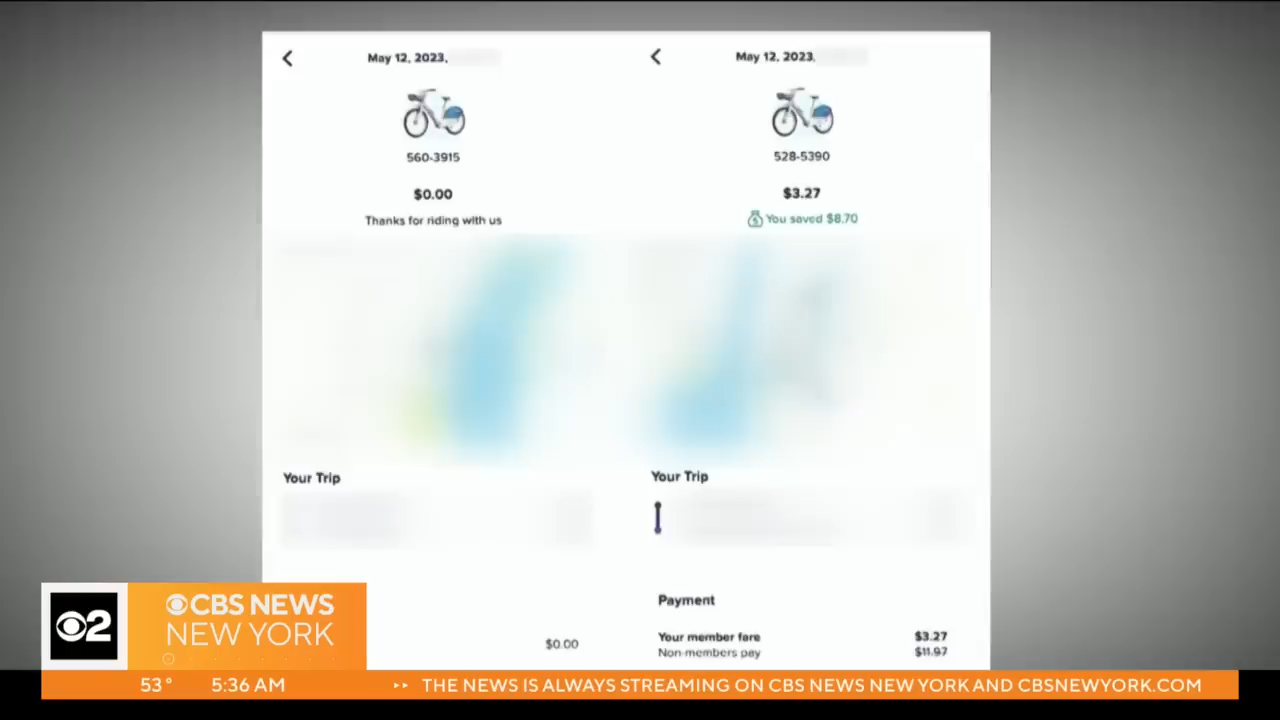 May 12, 2023,
560-3915
$0.00
Thanks for riding with us
Your Trip
$0.00
May 12, 2023,
528-5390
$3.27
You saved $8.70
Your Trip
Payment
Your member fare $3.27
Non-members pay $11.97
2
CBS NEWS
NEW YORK
53° 5:36 AM THE NEWS IS ALWAYS STREAMING ON CBS NEWS NEW YORK AND CBSNEWYORK.COM